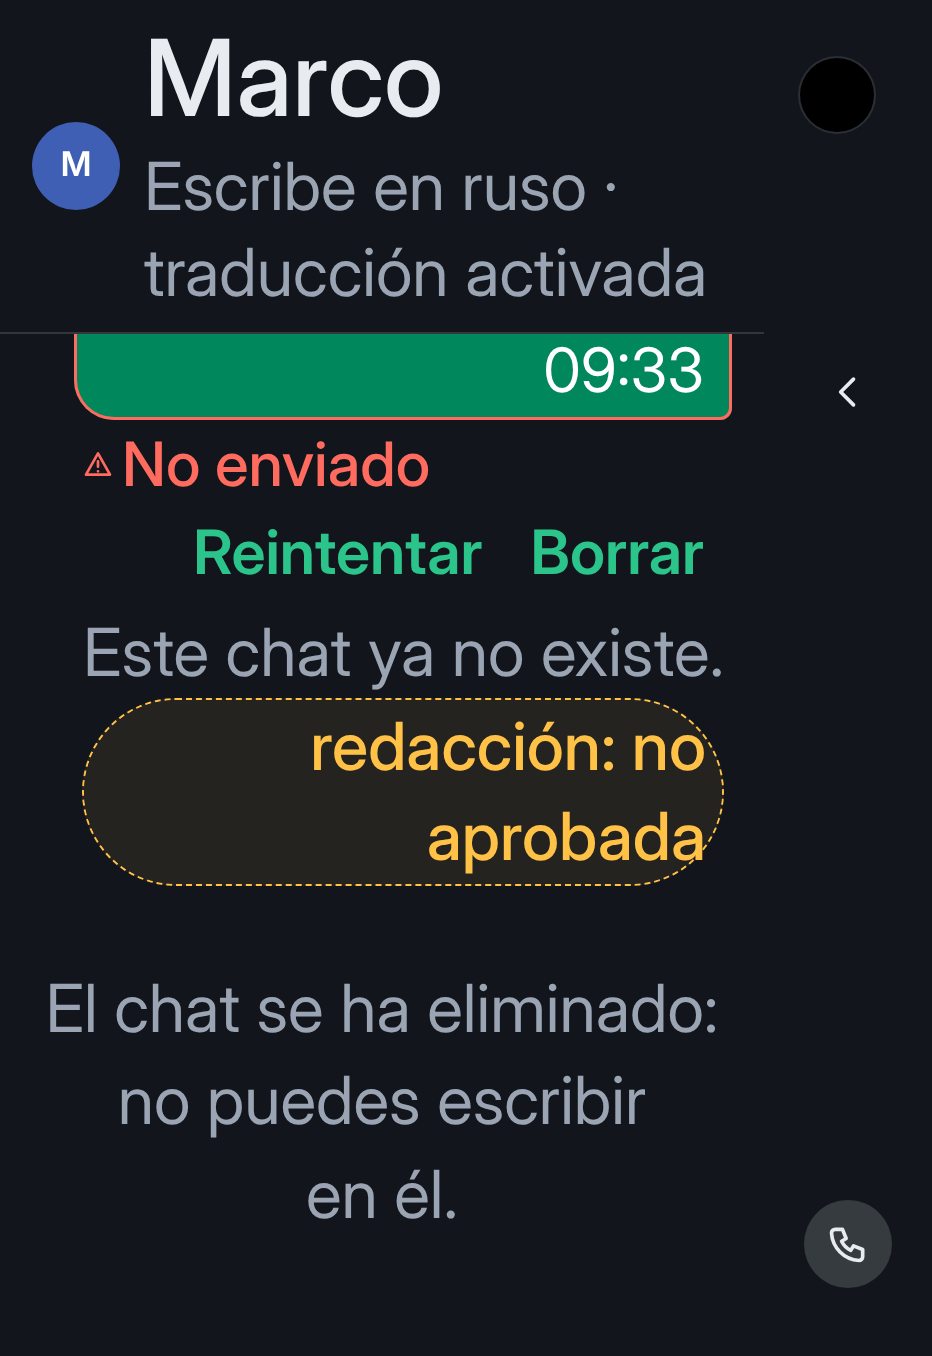 Marco
M
Escribe en ruso ·
traducción activada
09:33
No enviado
Reintentar Borrar
Este chat ya no existe.
redacción: no
aprobada
El chat se ha eliminado:
no puedes escribir
en él.